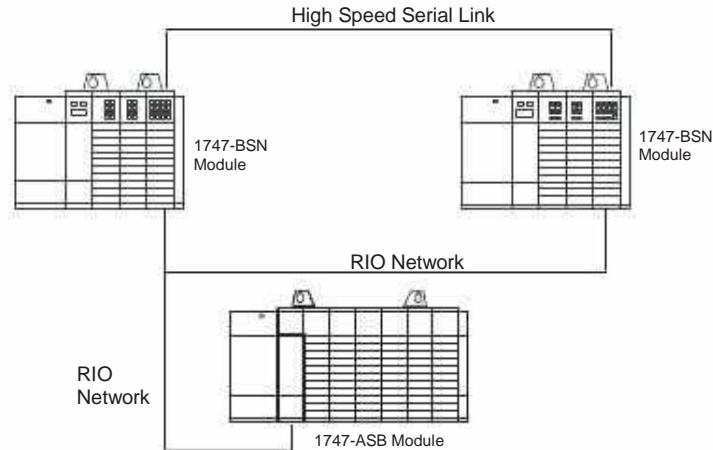 High Speed Serial Link
1747-BSN
Module
1747-BSN
Module
RIO Network
RIO
Network
1747-ASB Module